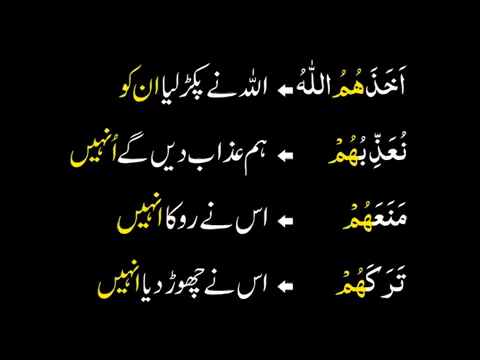 اَخَذَهُمُ اللّٰهُ ← اللہ نے پکڑ لیا ان کو
نُعَذِّبُهُمْ ← ہم عذاب دیں گے اُنہیں
مَنَعَهُمْ ← اس نے روکا انہیں
تَرَكَهُمْ ← اس نے چھوڑ دیا انہیں